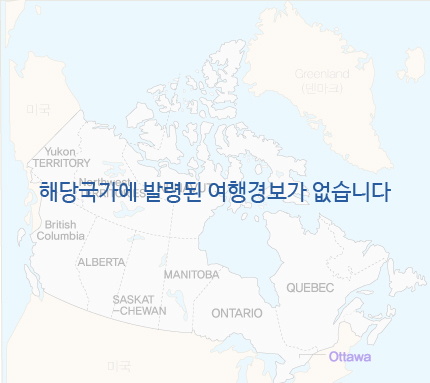 Greenland
(덴마크)
미국
Yukon
TERRITORY
Northwest
해당국가에 발령된 여행경보가 없습니다
British
Columbia
ALBERTA
MANITOBA
SASKAT
-CHEWAN
ONTARIO
QUEBEC
Ottawa
미국